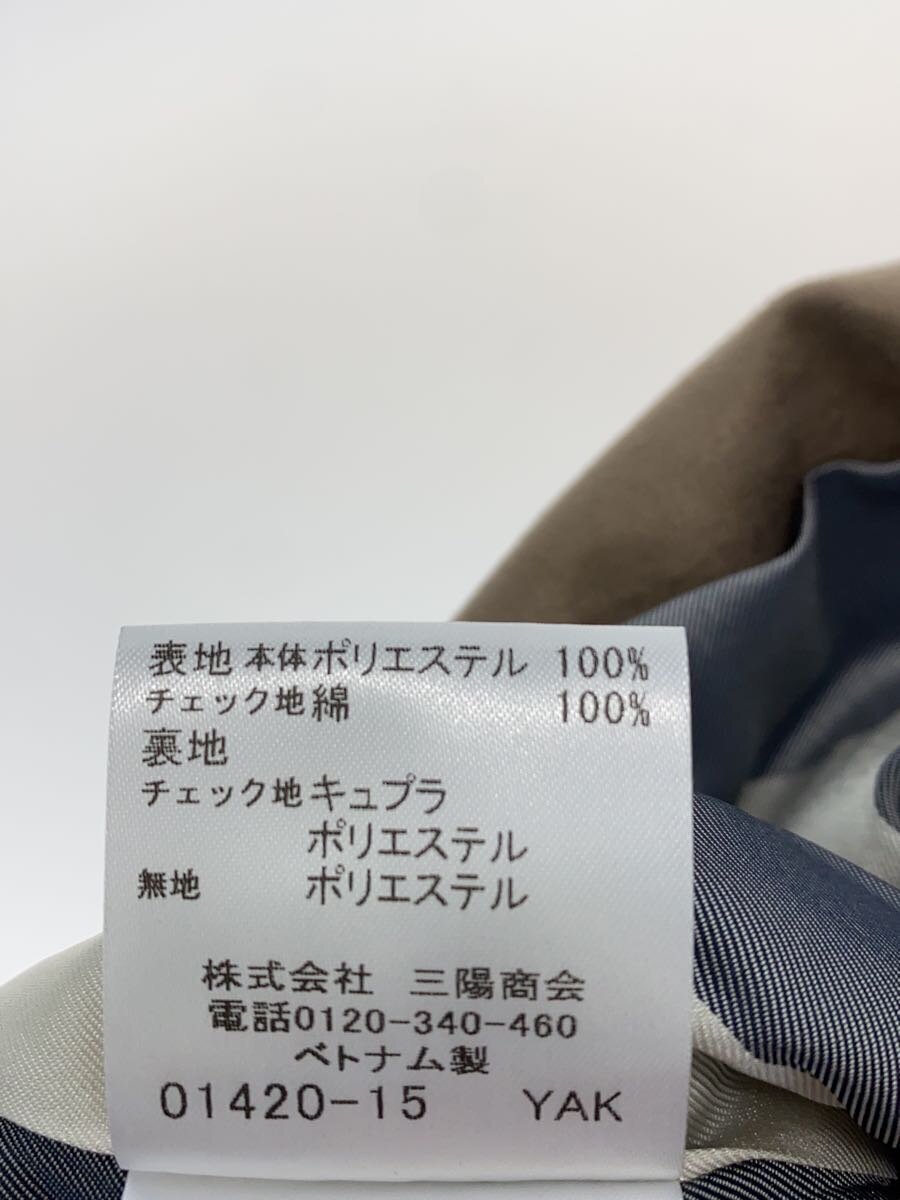 表地 本体ポリエステル 100%
チェック地綿 100%
裏地
チェック地キュプラ
ポリエステル
無地 ポリエステル
株式会社 三陽商会
電話0120-340-460
ベトナム製
01420-15 YAK